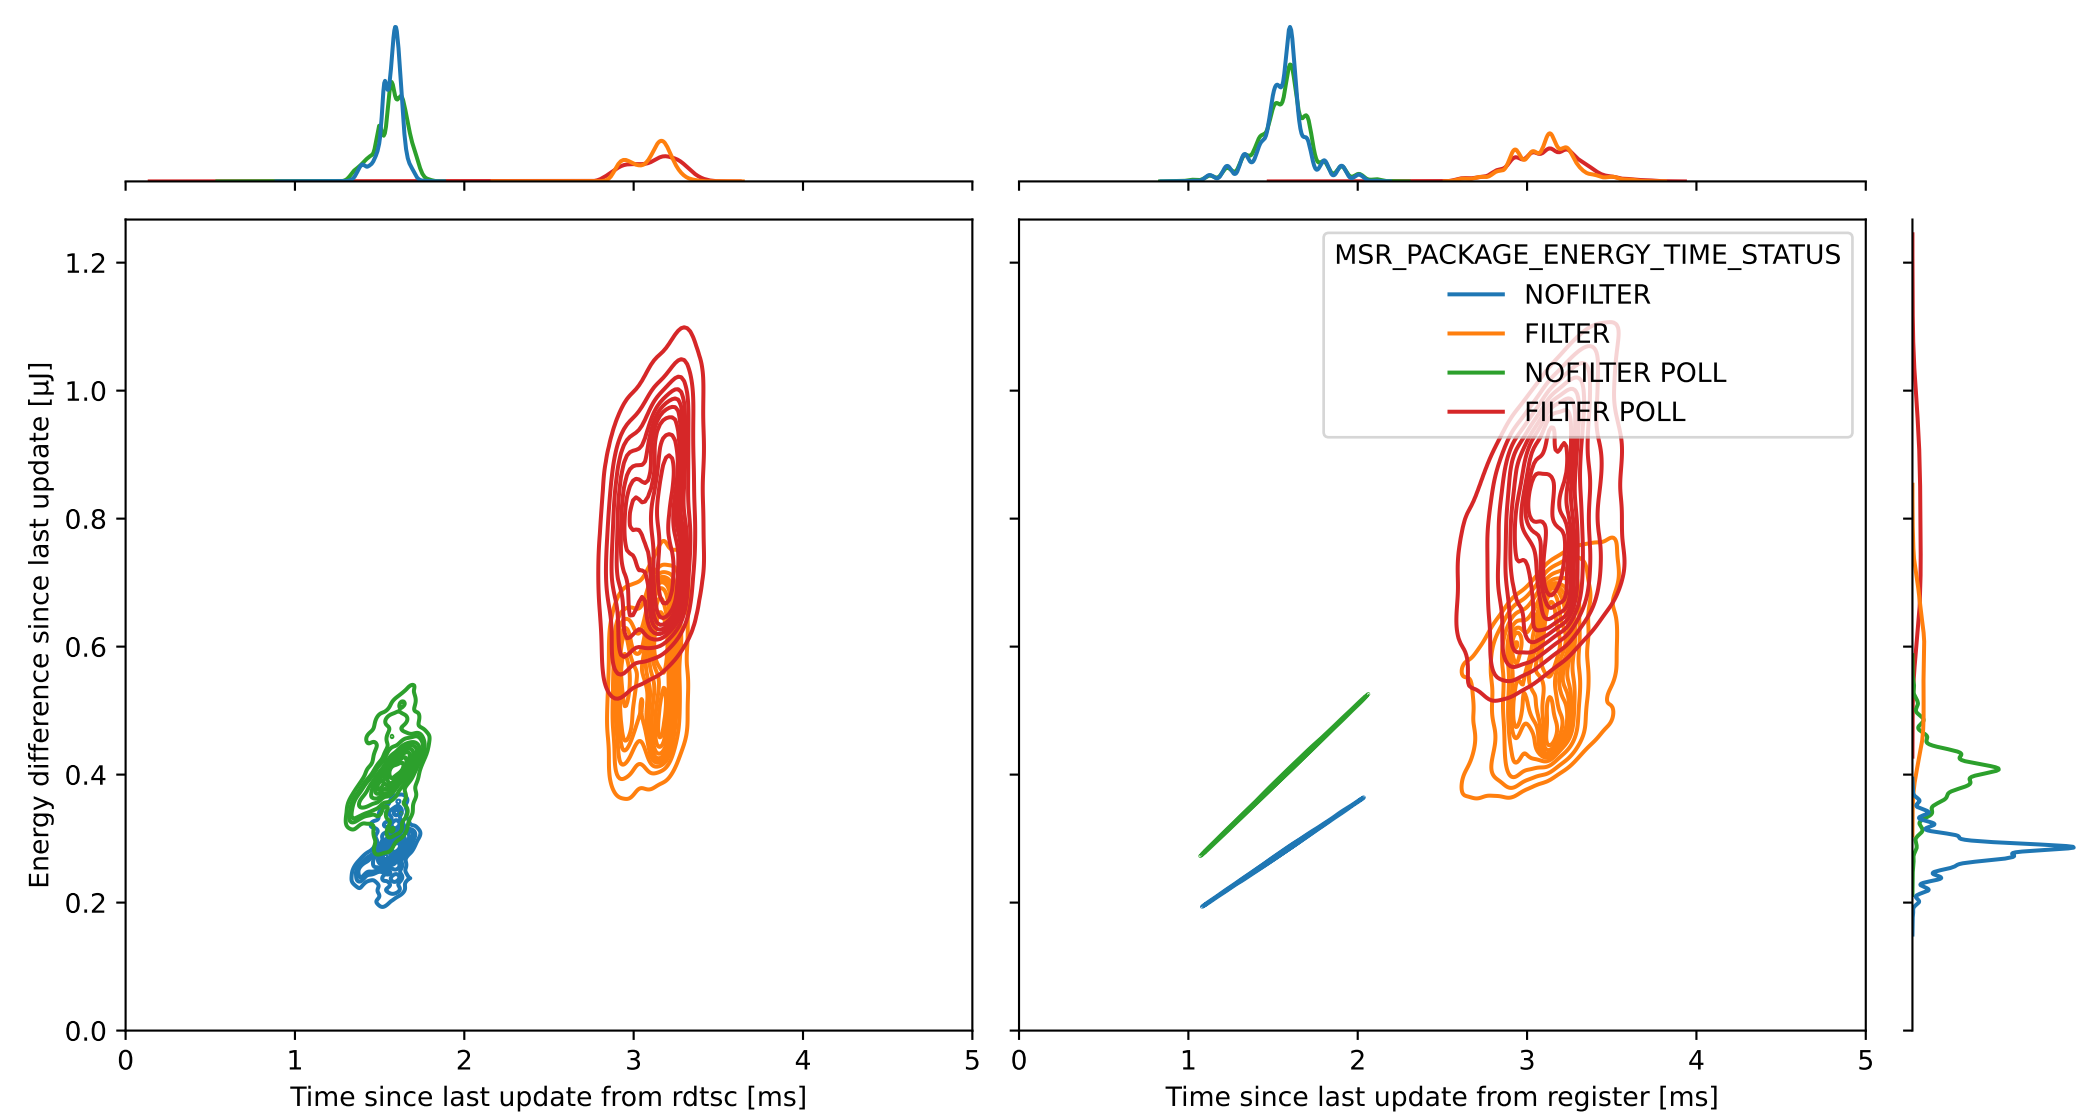 1.2
1.0
0.8
0.6
0.4
0.2
0.0
Energy difference since last update [µJ]
0 1 2 3 4 5
Time since last update from rdtsc [ms]
MSR_PACKAGE_ENERGY_TIME_STATUS
NOFILTER
FILTER
NOFILTER POLL
FILTER POLL
0 1 2 3 4 5
Time since last update from register [ms]